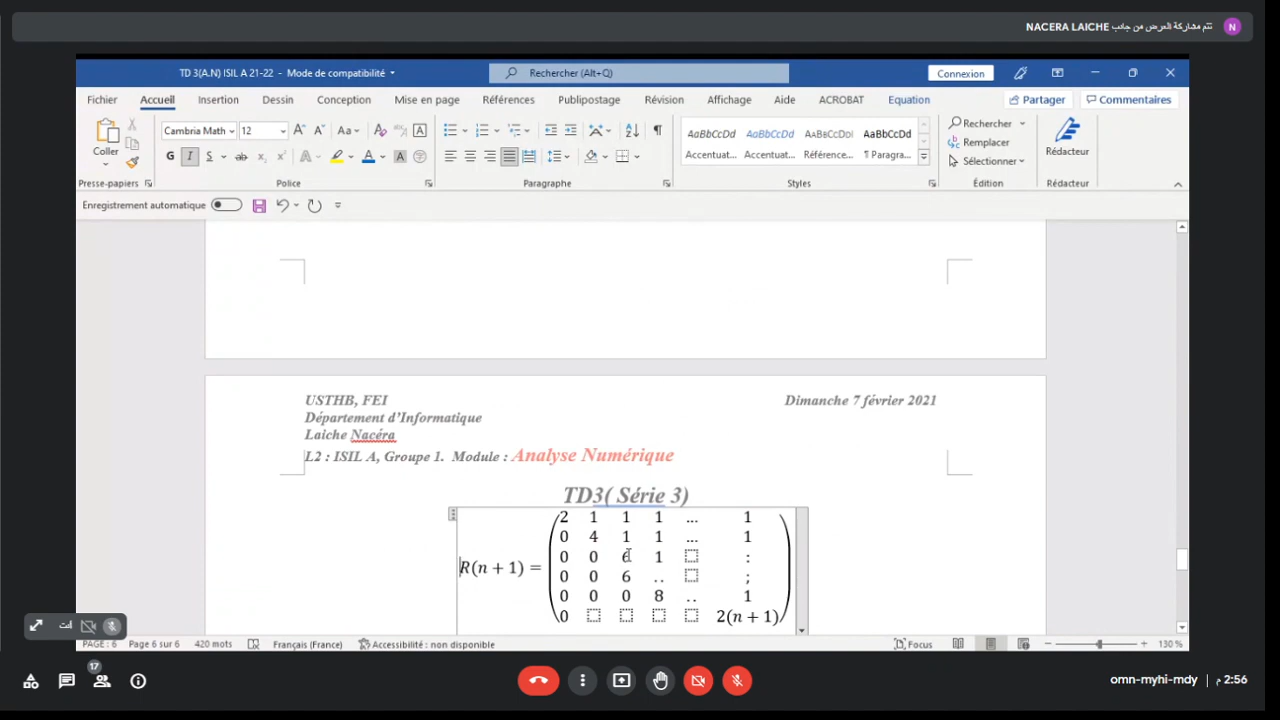 تتم مشاركة العرض من جانب NACERA LAICHE
N
TD 3(A.N) ISIL A 21-22 - Mode de compatibilité
Rechercher (Alt+Q)
Connexion
Fichier Accueil Insertion Dessin Conception Mise en page Références Publipostage Révision Affichage Aide ACROBAT Equation
Partager Commentaires
Coller
Cambria Math 12
G I S ab x₂ x²
Presse-papiers Police Paragraphe Styles Édition Rédacteur
AaBbCcDd AaBbCcDd AaBbCcDd AaBbCcDd
Accentuat... Accentuat... Référence... ¶ Paragra...
Rechercher
Remplacer
Sélectionner
Rédacteur
Enregistrement automatique
USTHB, FEI Dimanche 7 février 2021
Département d'Informatique
Laiche Nacéra
L2 : ISIL A, Groupe 1. Module : Analyse Numérique
TD3( Série 3)
2 1 1 1 ... 1
0 4 1 1 ... 1
0 0 6 1 :
R(n + 1) =
0 0 6 .. ;
0 0 0 8 .. 1
0 2(n + 1)
انت
PAGE : 6 Page 6 sur 6 420 mots Français (France) Accessibilité : non disponible Focus 130 %
17
omn-myhi-mdy | 2:56 م